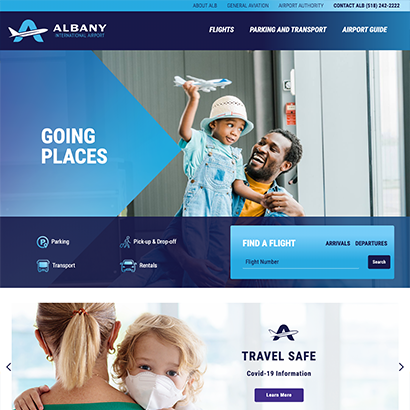 ABOUT ALB GENERAL AVIATION AIRPORT AUTHORITY CONTACT ALB (518) 242-2222
ALBANY
INTERNATIONAL AIRPORT
FLIGHTS PARKING AND TRANSPORT AIRPORT GUIDE
GOING
PLACES
Parking
Pick-up & Drop-off
Transport
Rentals
FIND A FLIGHT ARRIVALS DEPARTURES
Flight Number Search
TRAVEL SAFE
Covid-19 Information
Learn More